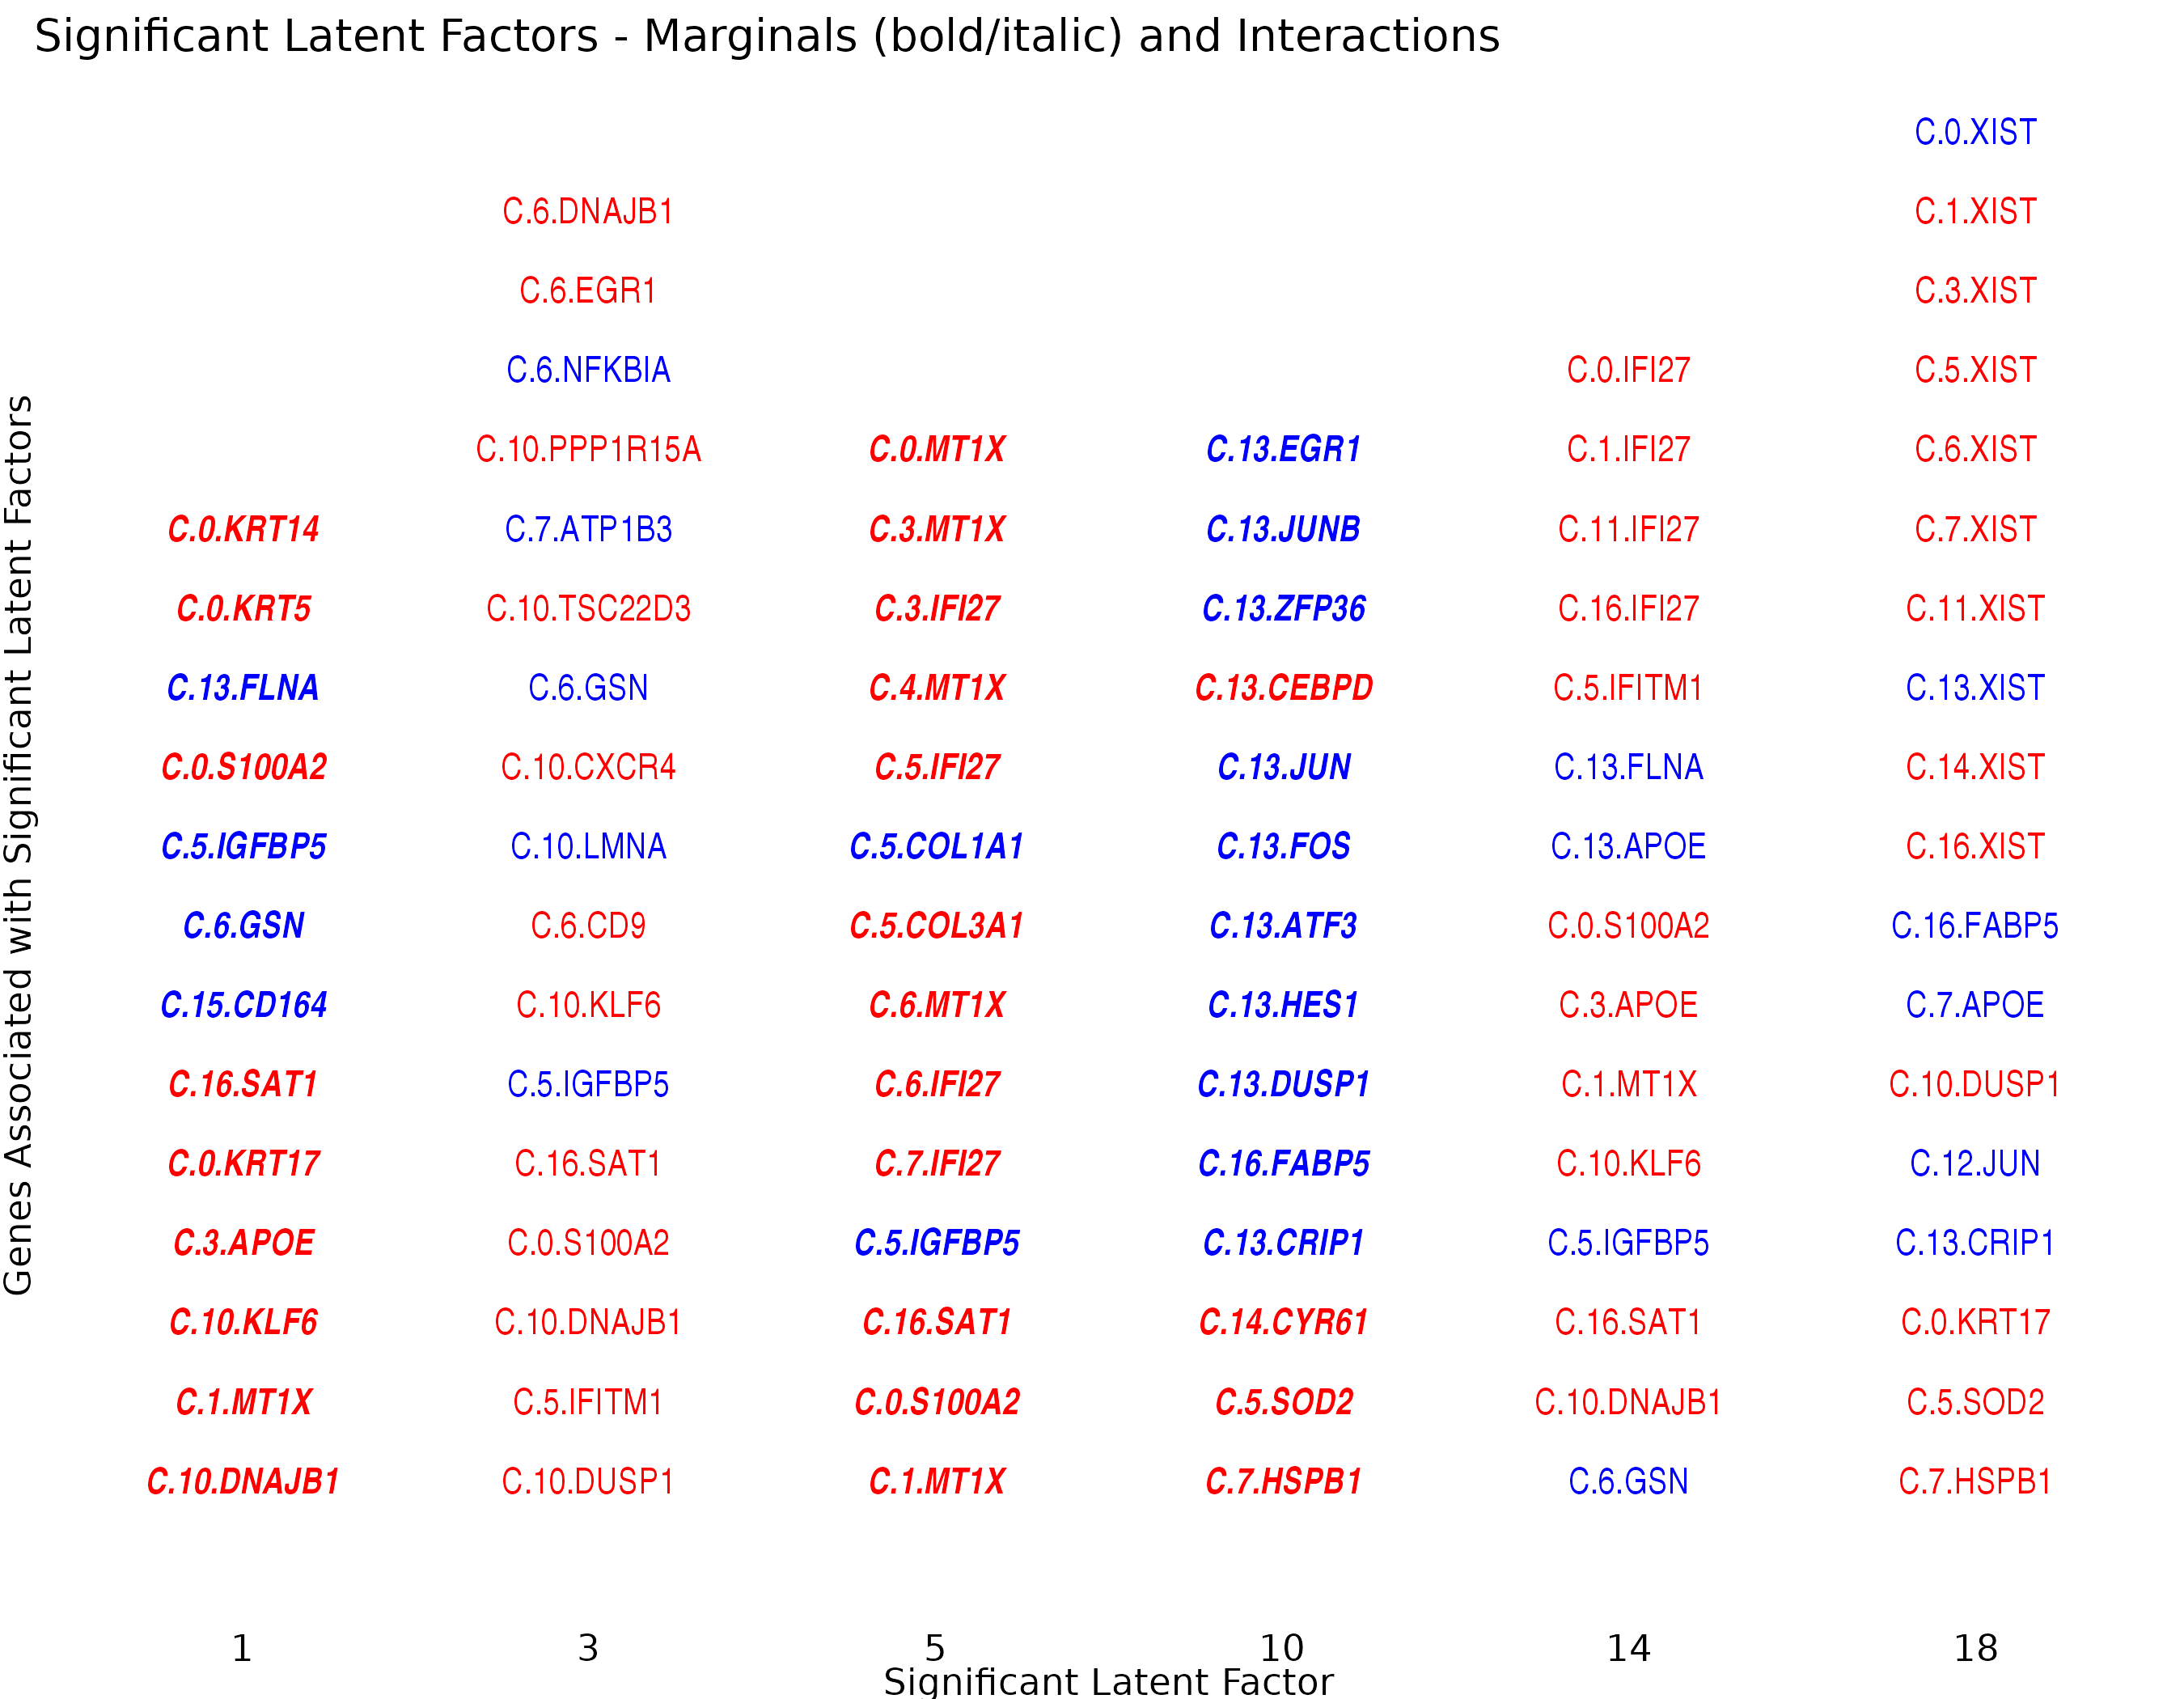 Significant Latent Factors - Marginals (bold/italic) and Interactions
Genes Associated with Significant Latent Factors
C.0.XIST
C.6.DNAJB1 C.1.XIST
C.6.EGR1 C.3.XIST
C.6.NFKBIA C.0.IFI27 C.5.XIST
C.10.PPP1R15A C.0.MT1X C.13.EGR1 C.1.IFI27 C.6.XIST
C.0.KRT14 C.7.ATP1B3 C.3.MT1X C.13.JUNB C.11.IFI27 C.7.XIST
C.0.KRT5 C.10.TSC22D3 C.3.IFI27 C.13.ZFP36 C.16.IFI27 C.11.XIST
C.13.FLNA C.6.GSN C.4.MT1X C.13.CEBPD C.5.IFITM1 C.13.XIST
C.0.S100A2 C.10.CXCR4 C.5.IFI27 C.13.JUN C.13.FLNA C.14.XIST
C.5.IGFBP5 C.10.LMNA C.5.COL1A1 C.13.FOS C.13.APOE C.16.XIST
C.6.GSN C.6.CD9 C.5.COL3A1 C.13.ATF3 C.0.S100A2 C.16.FABP5
C.15.CD164 C.10.KLF6 C.6.MT1X C.13.HES1 C.3.APOE C.7.APOE
C.16.SAT1 C.5.IGFBP5 C.6.IFI27 C.13.DUSP1 C.1.MT1X C.10.DUSP1
C.0.KRT17 C.16.SAT1 C.7.IFI27 C.16.FABP5 C.10.KLF6 C.12.JUN
C.3.APOE C.0.S100A2 C.5.IGFBP5 C.13.CRIP1 C.5.IGFBP5 C.13.CRIP1
C.10.KLF6 C.10.DNAJB1 C.16.SAT1 C.14.CYR61 C.16.SAT1 C.0.KRT17
C.1.MT1X C.5.IFITM1 C.0.S100A2 C.5.SOD2 C.10.DNAJB1 C.5.SOD2
C.10.DNAJB1 C.10.DUSP1 C.1.MT1X C.7.HSPB1 C.6.GSN C.7.HSPB1
1 3 5 10 14 18
Significant Latent Factor